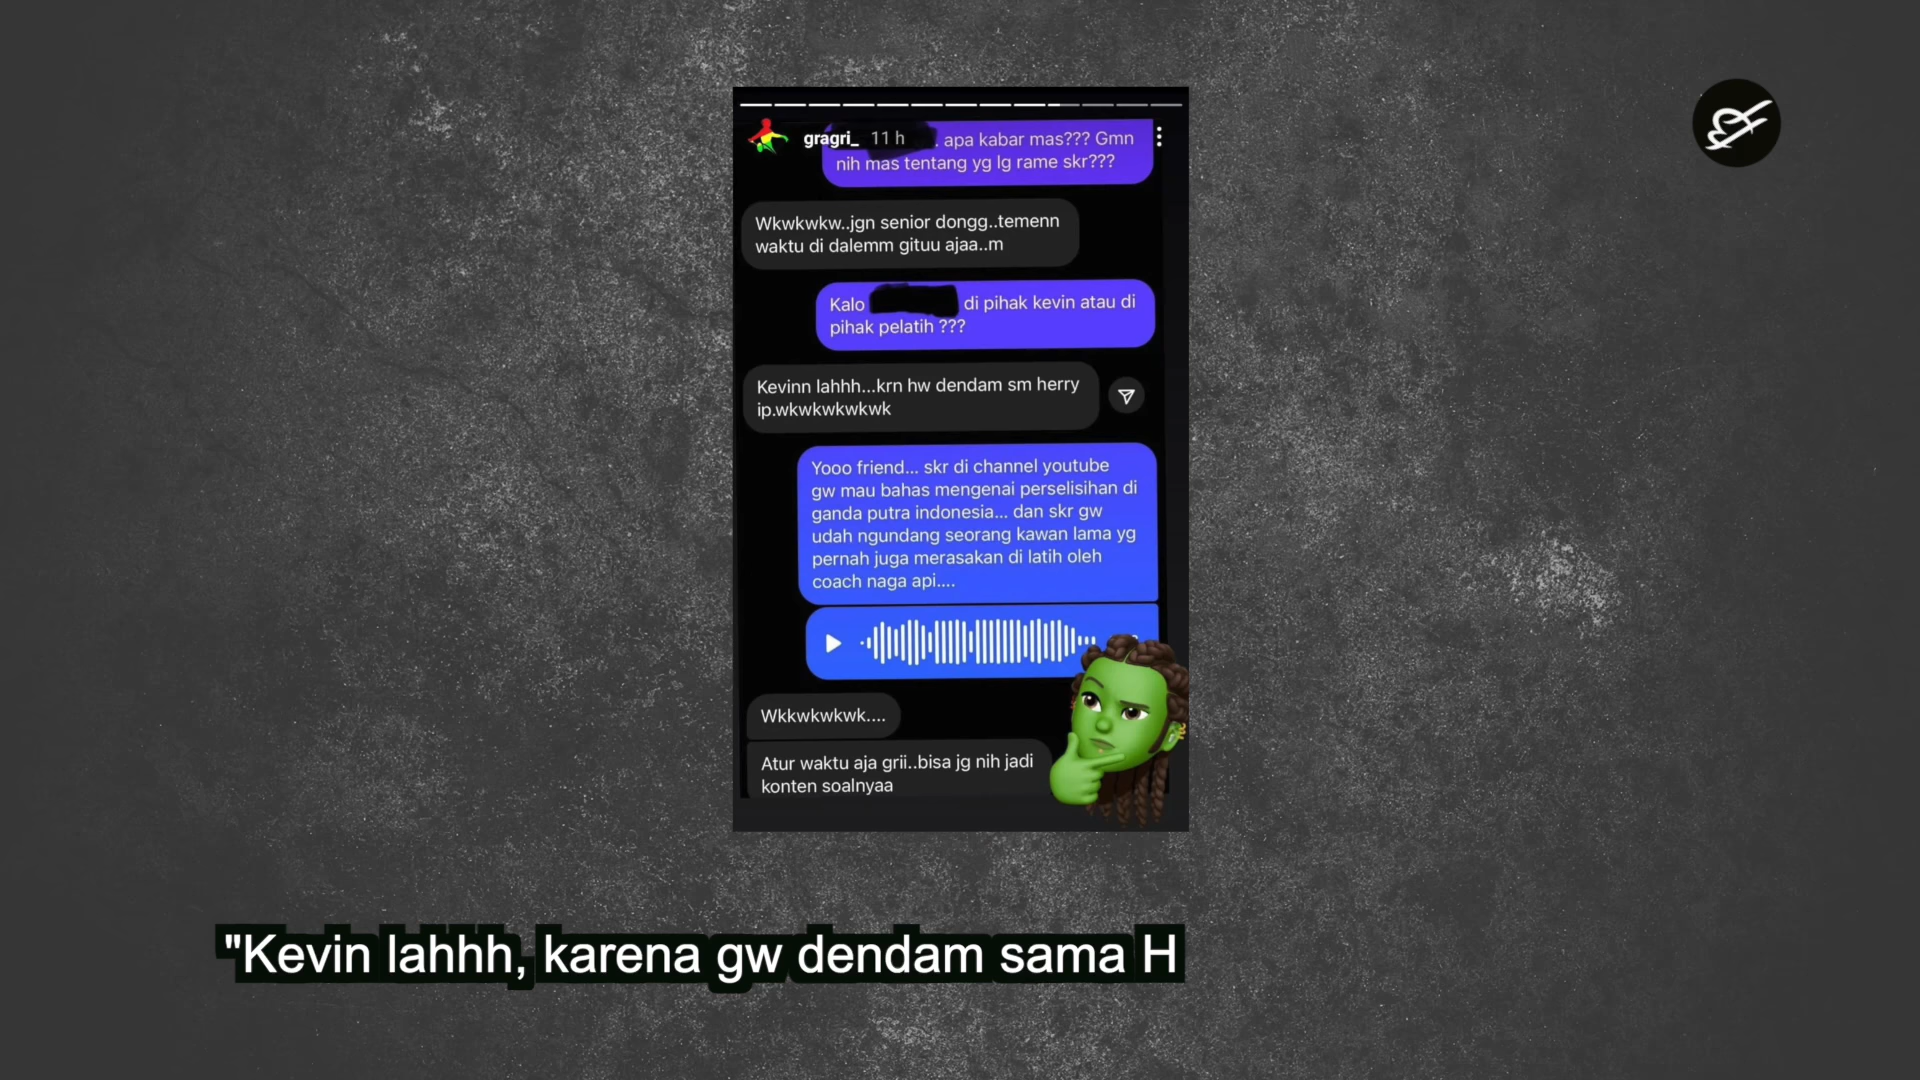 gragri_ 11 h
. apa kabar mas??? Gmn
nih mas tentang yg lg rame skr???
Wkwkwkw..jgn senior dongg..temenn
waktu di dalemm gituu ajaa..m
Kalo di pihak kevin atau di
pihak pelatih ???
Kevinn lahhh...krn hw dendam sm herry
ip.wkwkwkwkwk
Yooo friend... skr di channel youtube
gw mau bahas mengenai perselisihan di
ganda putra indonesia... dan skr gw
udah ngundang seorang kawan lama yg
pernah juga merasakan di latih oleh
coach naga api....
Wkkwkwkwk....
Atur waktu aja grii..bisa jg nih jadi
konten soalnyaa
"Kevin lahhh, karena gw dendam sama H